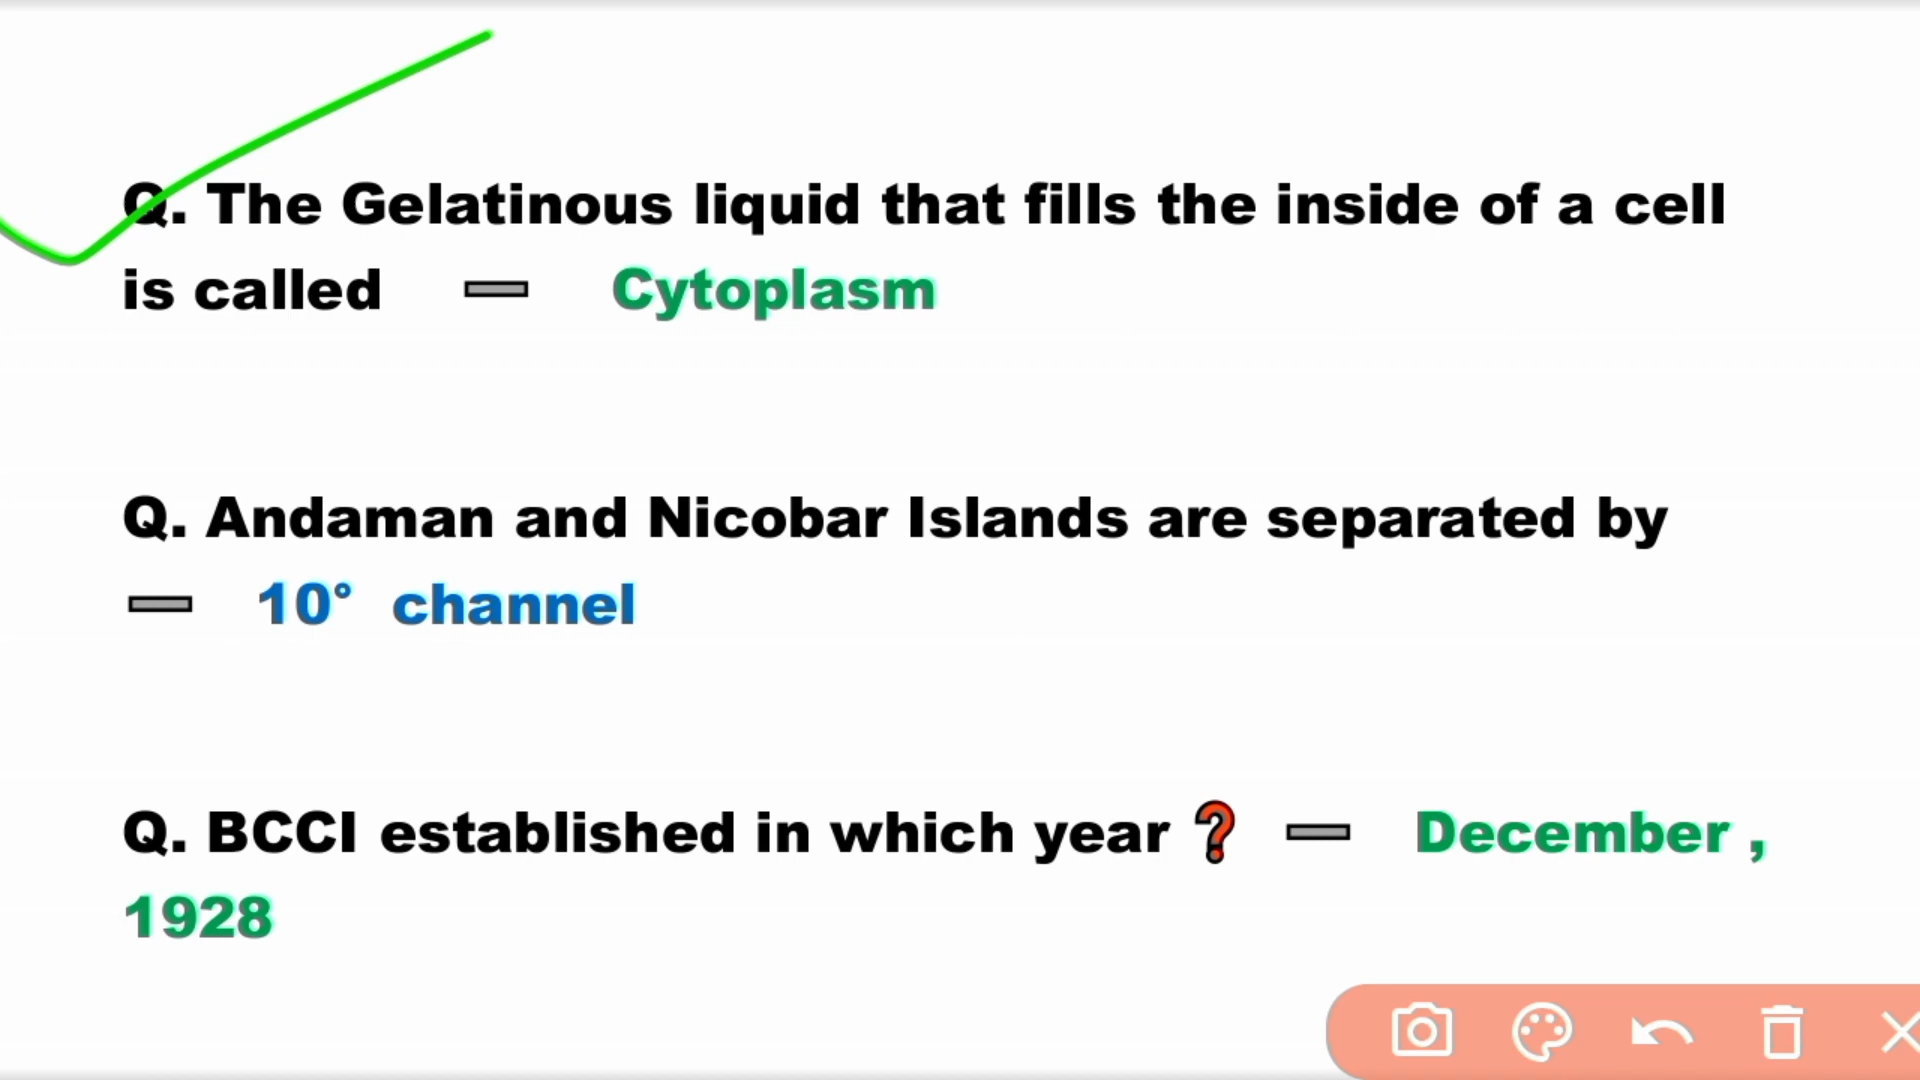 Q. The Gelatinous liquid that fills the inside of a cell
is called – Cytoplasm
Q. Andaman and Nicobar Islands are separated by
– 10° channel
Q. BCCI established in which year ❓ – December ,
1928